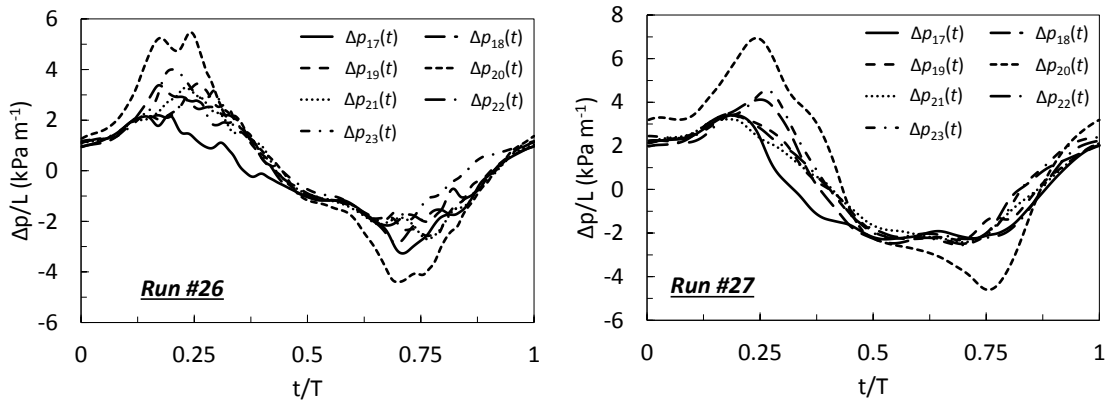 6
4
2
0
-2
-4
-6
Δp/L (kPa m⁻¹)
0 0.25 0.5 0.75 1
t/T
Δp₁₇(t) Δp₁₈(t)
Δp₁₉(t) Δp₂₀(t)
Δp₂₁(t) Δp₂₂(t)
Δp₂₃(t)
Run #26
8
6
4
2
0
-2
-4
-6
Δp/L (kPa m⁻¹)
0 0.25 0.5 0.75 1
t/T
Δp₁₇(t) Δp₁₈(t)
Δp₁₉(t) Δp₂₀(t)
Δp₂₁(t) Δp₂₂(t)
Δp₂₃(t)
Run #27